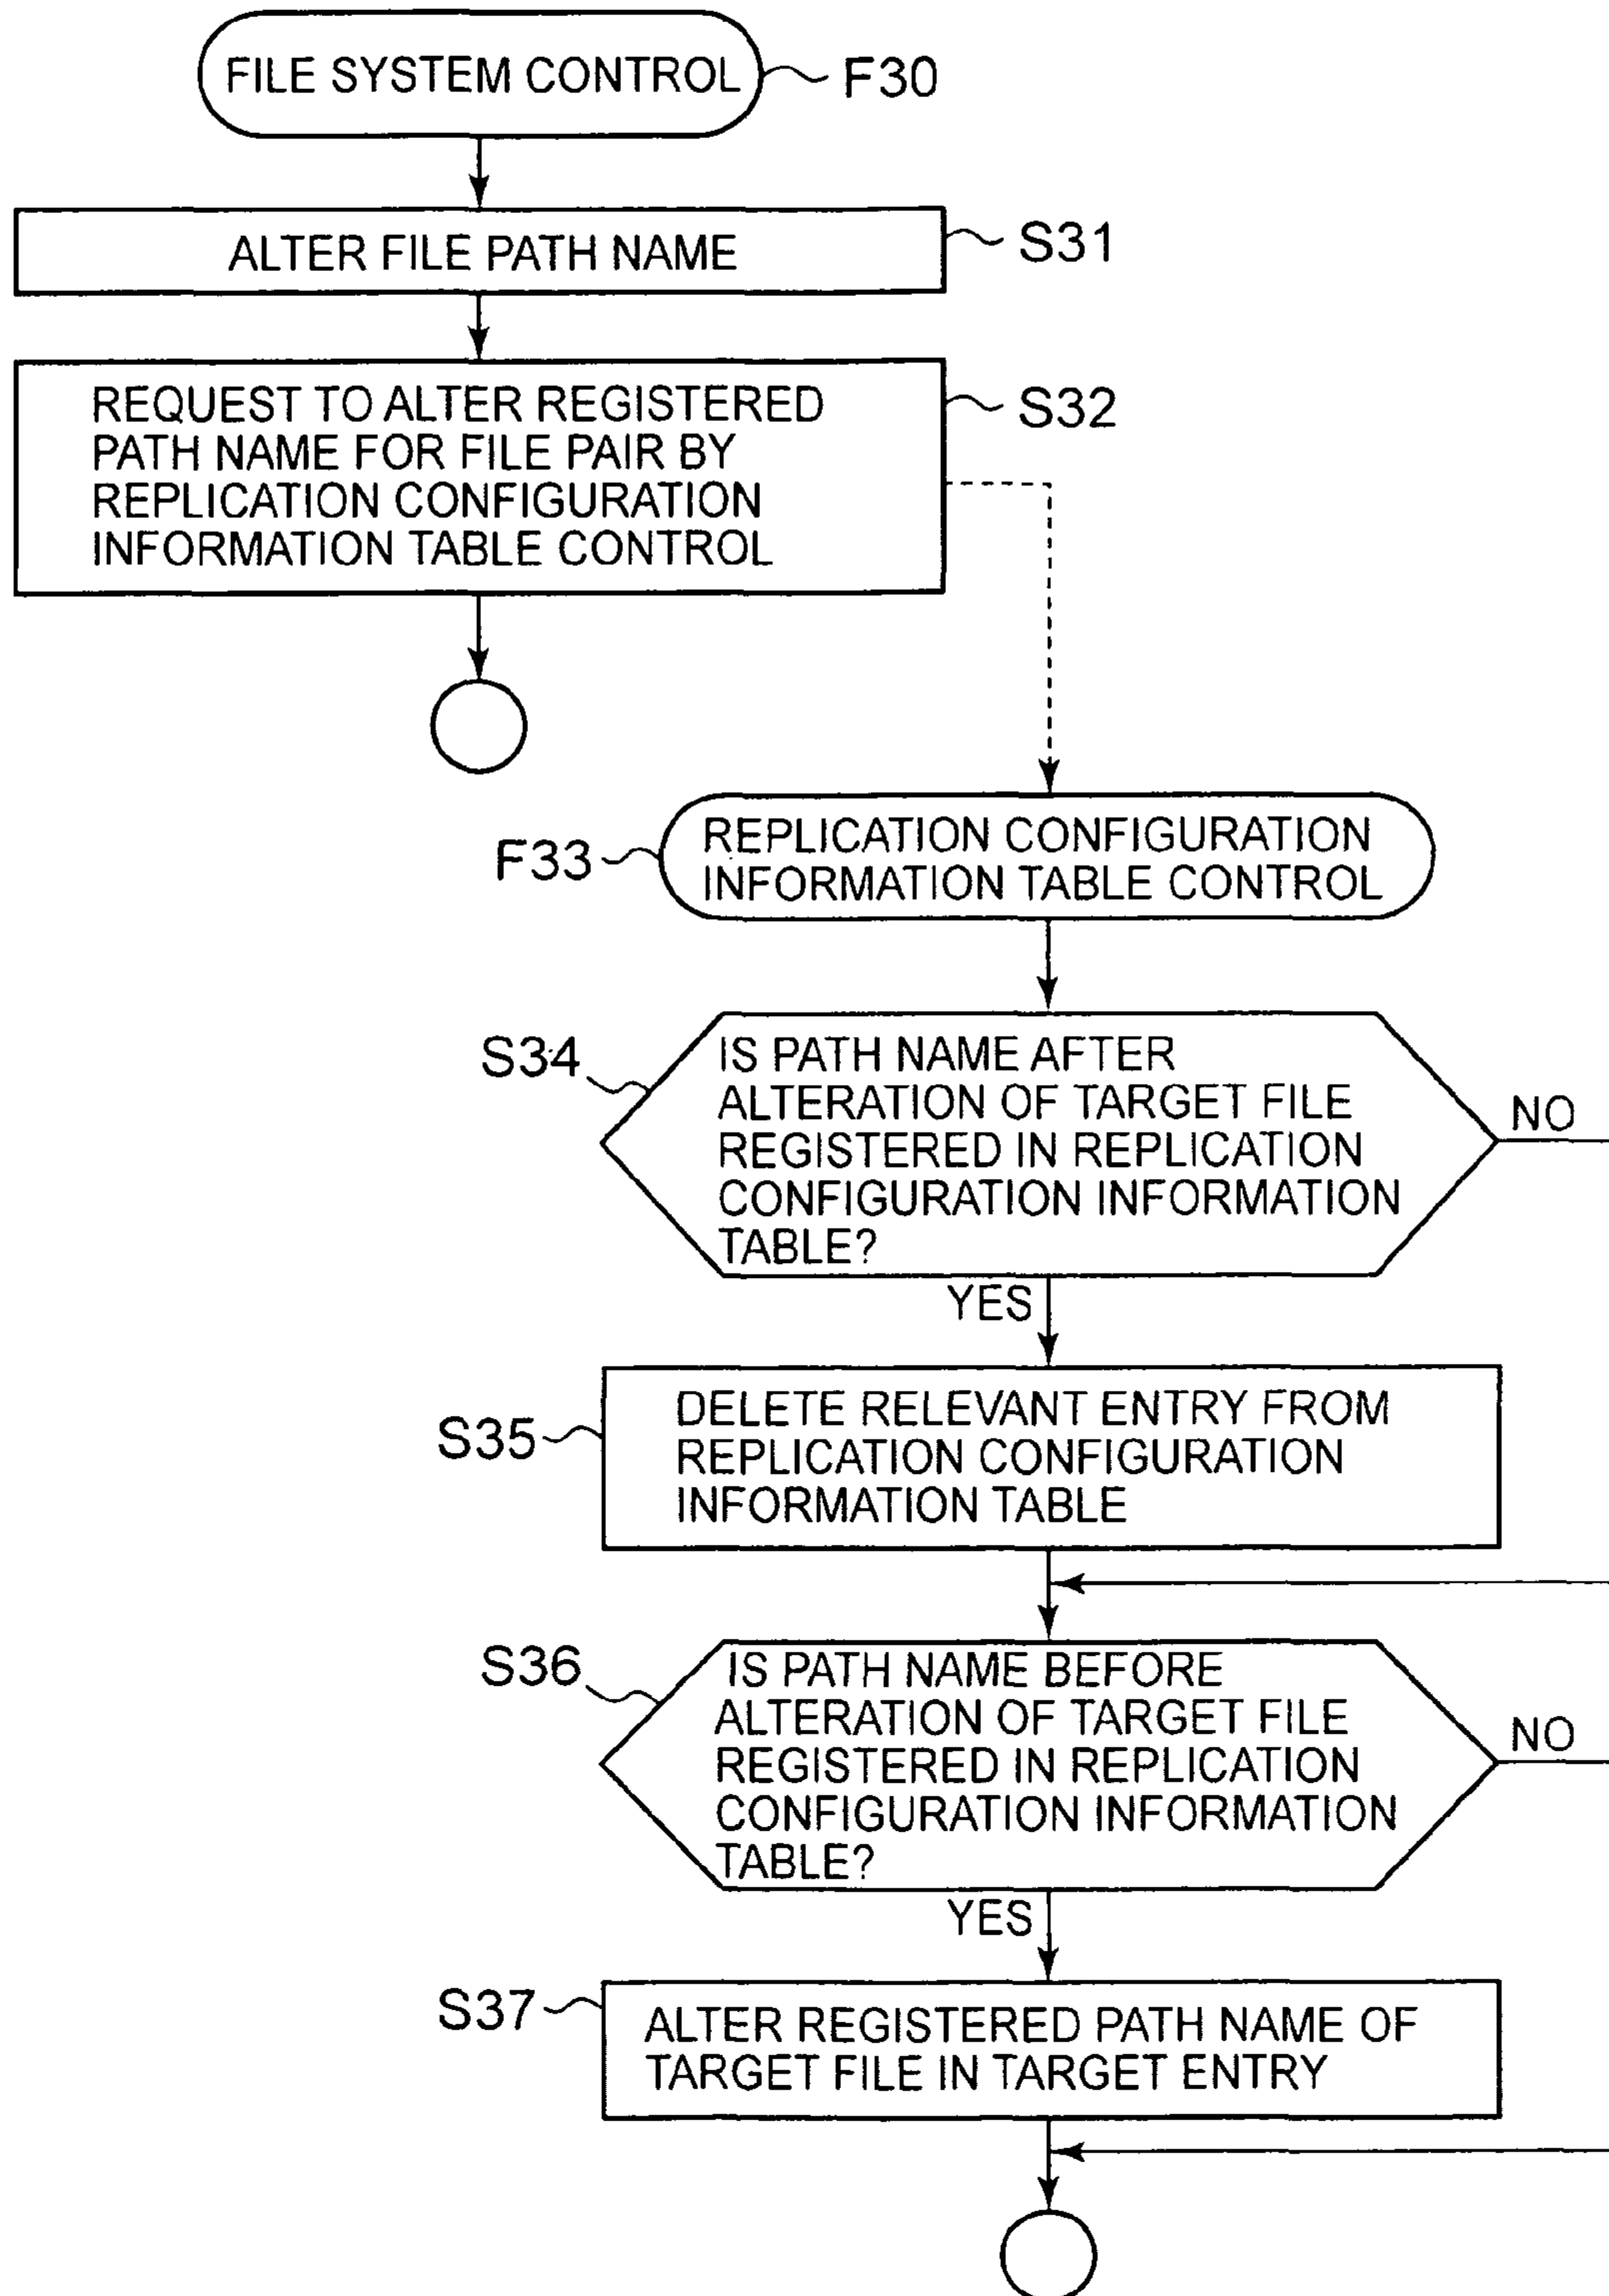 FILE SYSTEM CONTROL
F30
ALTER FILE PATH NAME
S31
REQUEST TO ALTER REGISTERED
PATH NAME FOR FILE PAIR BY
REPLICATION CONFIGURATION
INFORMATION TABLE CONTROL
S32
F33
REPLICATION CONFIGURATION
INFORMATION TABLE CONTROL
S34
IS PATH NAME AFTER
ALTERATION OF TARGET FILE
REGISTERED IN REPLICATION
CONFIGURATION INFORMATION
TABLE?
NO
YES
S35
DELETE RELEVANT ENTRY FROM
REPLICATION CONFIGURATION
INFORMATION TABLE
S36
IS PATH NAME BEFORE
ALTERATION OF TARGET FILE
REGISTERED IN REPLICATION
CONFIGURATION INFORMATION
TABLE?
NO
YES
S37
ALTER REGISTERED PATH NAME OF
TARGET FILE IN TARGET ENTRY